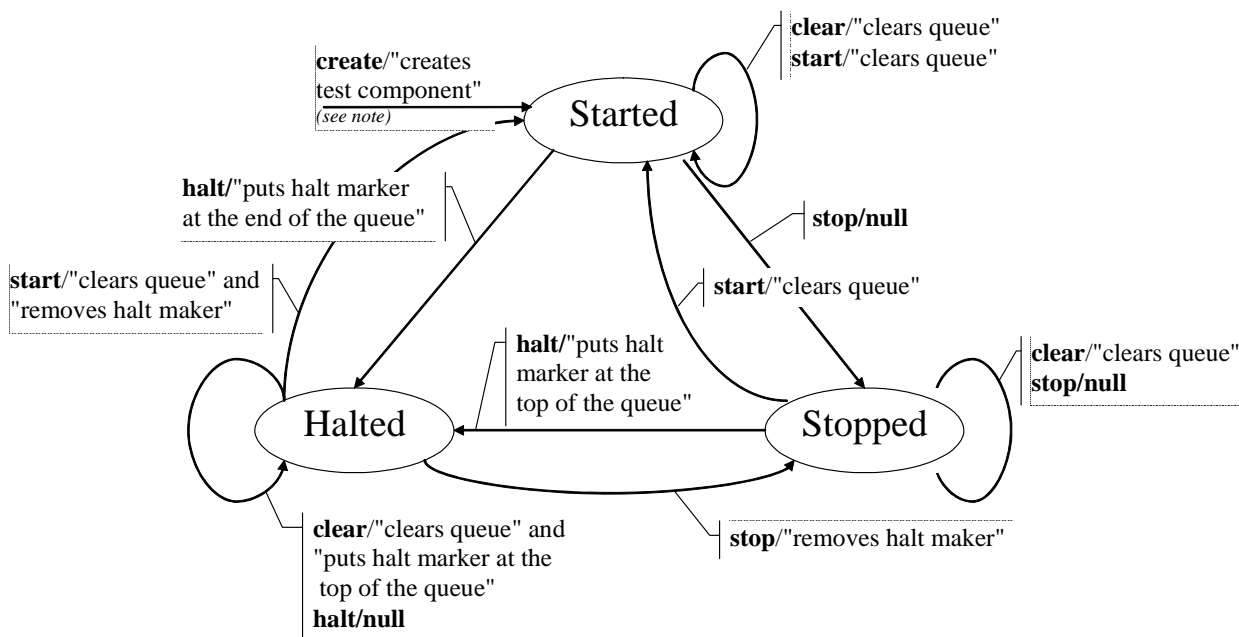 clear/"clears queue"
start/"clears queue"
create/"creates
test component"
(see note)
Started
halt/"puts halt marker
at the end of the queue"
stop/null
start/"clears queue" and
"removes halt maker"
start/"clears queue"
halt/"puts halt
marker at the
top of the queue"
clear/"clears queue"
stop/null
Halted
Stopped
clear/"clears queue" and
"puts halt marker at the
top of the queue"
halt/null
stop/"removes halt maker"